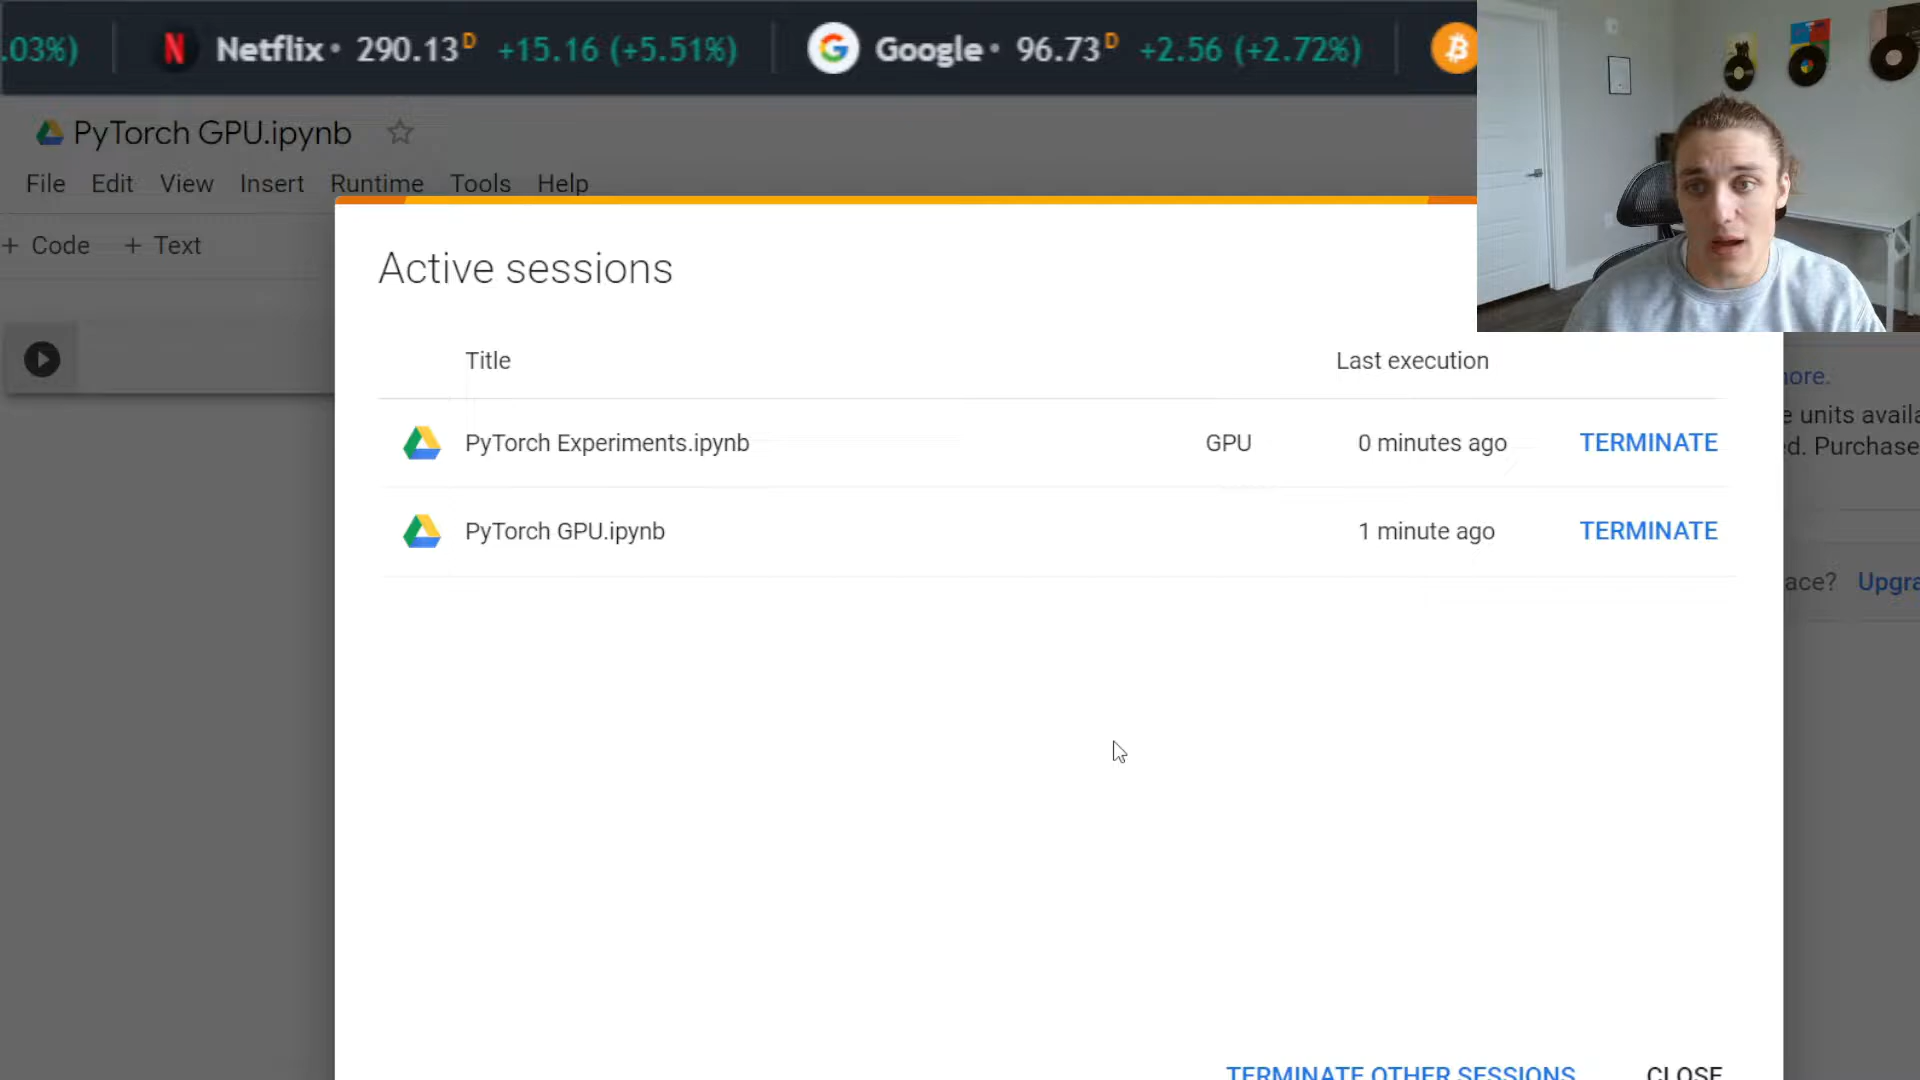 .03%) N Netflix • 290.13 D +15.16 (+5.51%) G Google • 96.73 D +2.56 (+2.72%)
PyTorch GPU.ipynb
File Edit View Insert Runtime Tools Help
+ Code + Text
Active sessions
Title Last execution
PyTorch Experiments.ipynb GPU 0 minutes ago TERMINATE
PyTorch GPU.ipynb 1 minute ago TERMINATE
ore.
e units availa
d. Purchase
ace? Upgra
TERMINATE OTHER SESSIONS CLOSE